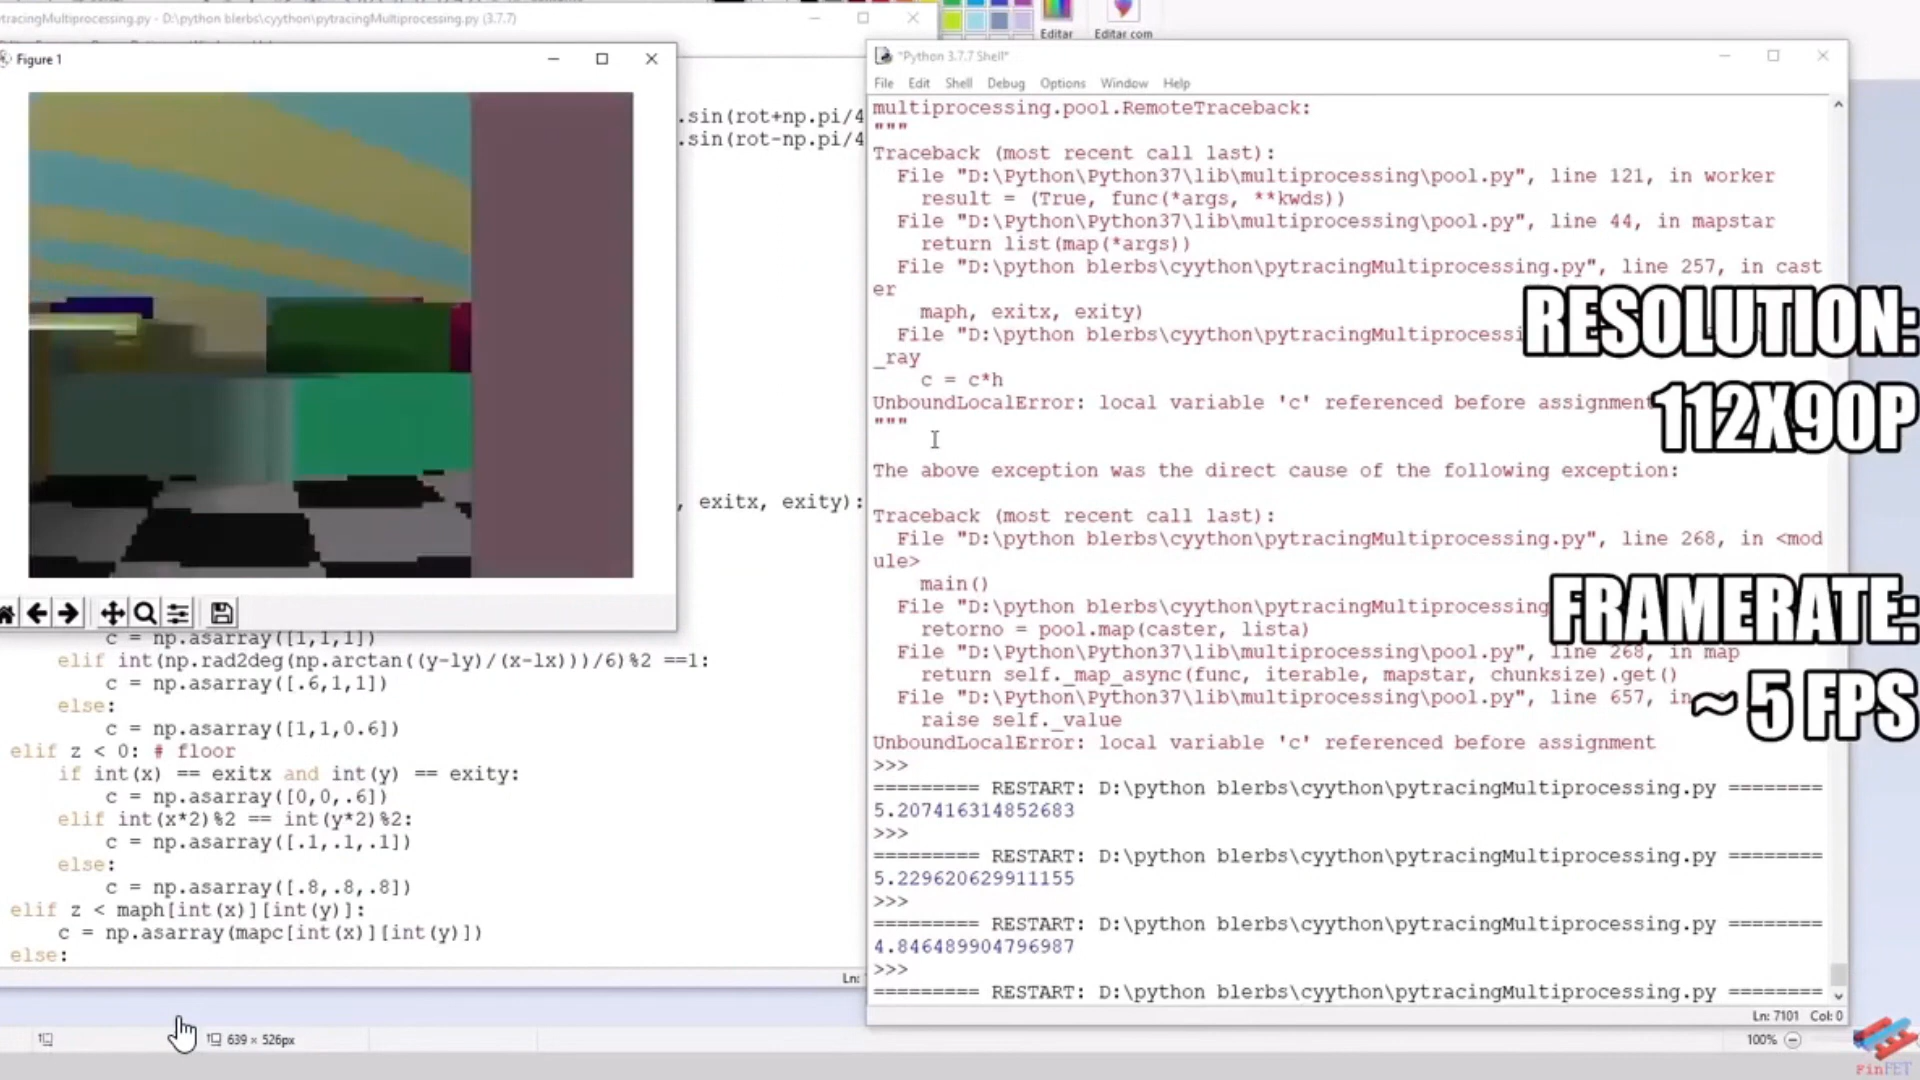 tracingMultiprocessing.py - D:\python blerbs\cyython\pytracingMultiprocessing.py (3.7.7)
Editar
Editar com
Figure 1
.sin(rot+np.pi/4
.sin(rot-np.pi/4
, exitx, exity):
c = np.asarray([1,1,1])
elif int(np.rad2deg(np.arctan((y-ly)/(x-lx)))/6)%2 ==1:
c = np.asarray([.6,1,1])
else:
c = np.asarray([1,1,0.6])
elif z < 0: # floor
if int(x) == exitx and int(y) == exity:
c = np.asarray([0,0,.6])
elif int(x*2)%2 == int(y*2)%2:
c = np.asarray([.1,.1,.1])
else:
c = np.asarray([.8,.8,.8])
elif z < maph[int(x)][int(y)]:
c = np.asarray(mapc[int(x)][int(y)])
else:
Ln:
639 × 526px
*Python 3.7.7 Shell*
File Edit Shell Debug Options Window Help
multiprocessing.pool.RemoteTraceback:
"""
Traceback (most recent call last):
File "D:\Python\Python37\lib\multiprocessing\pool.py", line 121, in worker
result = (True, func(*args, **kwds))
File "D:\Python\Python37\lib\multiprocessing\pool.py", line 44, in mapstar
return list(map(*args))
File "D:\python blerbs\cyython\pytracingMultiprocessing.py", line 257, in cast
er
maph, exitx, exity)
File "D:\python blerbs\cyython\pytracingMultiprocessi
_ray
c = c*h
UnboundLocalError: local variable 'c' referenced before assignment
"""
The above exception was the direct cause of the following exception:
Traceback (most recent call last):
File "D:\python blerbs\cyython\pytracingMultiprocessing.py", line 268, in <mod
ule>
main()
File "D:\python blerbs\cyython\pytracingMultiprocessing
retorno = pool.map(caster, lista)
File "D:\Python\Python37\lib\multiprocessing\pool.py", line 268, in map
return self._map_async(func, iterable, mapstar, chunksize).get()
File "D:\Python\Python37\lib\multiprocessing\pool.py", line 657, in
raise self._value
UnboundLocalError: local variable 'c' referenced before assignment
>>>
========= RESTART: D:\python blerbs\cyython\pytracingMultiprocessing.py ========
5.207416314852683
>>>
========= RESTART: D:\python blerbs\cyython\pytracingMultiprocessing.py ========
5.229620629911155
>>>
========= RESTART: D:\python blerbs\cyython\pytracingMultiprocessing.py ========
4.846489904796987
>>>
========= RESTART: D:\python blerbs\cyython\pytracingMultiprocessing.py ========
Ln: 7101 Col: 0
100%
RESOLUTION:
112X90P
FRAMERATE:
~ 5 FPS
FinFET